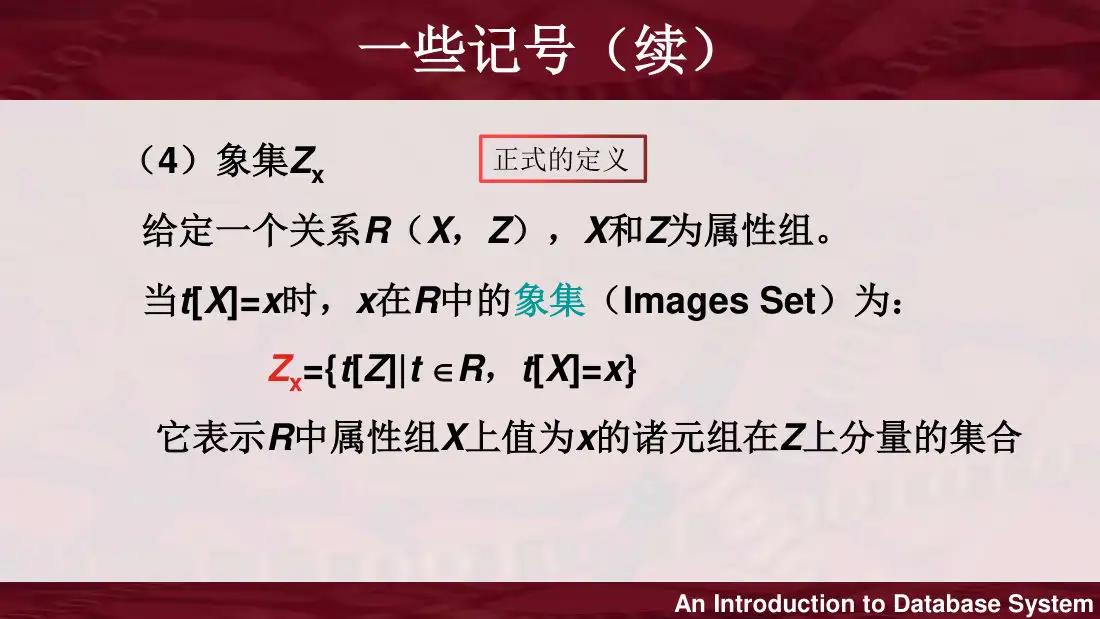 一些记号（续）
（4）象集Zx
正式的定义
给定一个关系R（X，Z），X和Z为属性组。
当t[X]=x时，x在R中的象集（Images Set）为：
Zx={t[Z]|t ∈R，t[X]=x}
它表示R中属性组X上值为x的诸元组在Z上分量的集合
An Introduction to Database System